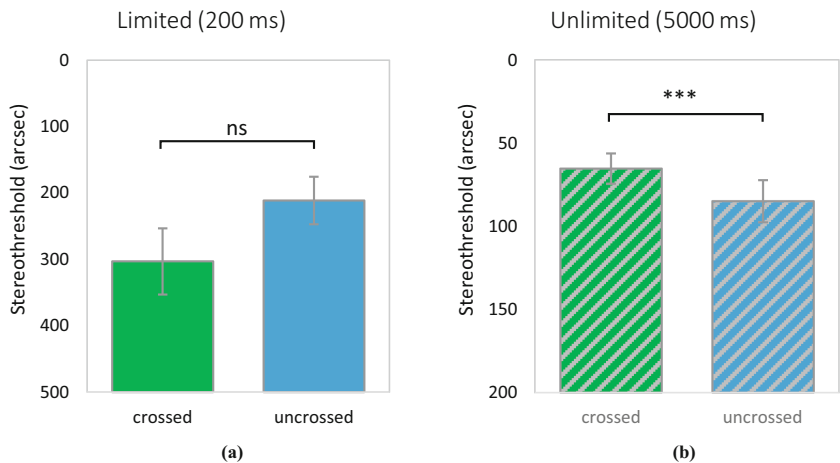 Limited (200 ms)
Stereothreshold (arcsec)
0
100
200
300
400
500
ns
crossed
uncrossed
(a)
Unlimited (5000 ms)
Stereothreshold (arcsec)
0
50
100
150
200
***
crossed
uncrossed
(b)